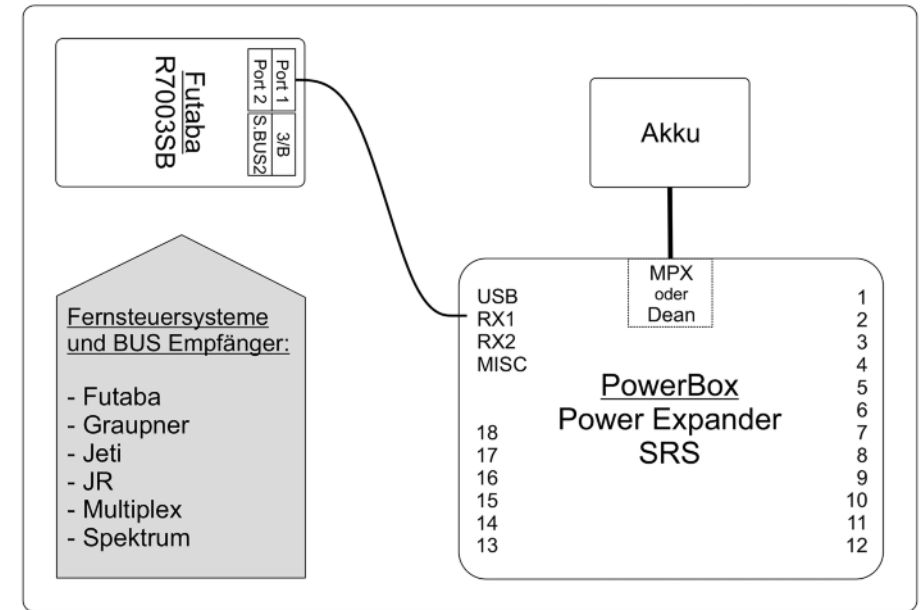 Futaba
R7003SB
Port 1
Port 2
3/B
S.BUS2
Akku
Fernsteuersysteme
und BUS Empfänger:
- Futaba
- Graupner
- Jeti
- JR
- Multiplex
- Spektrum
MPX
oder
Dean
USB
RX1
RX2
MISC
18
17
16
15
14
13
PowerBox
Power Expander
SRS
1
2
3
4
5
6
7
8
9
10
11
12